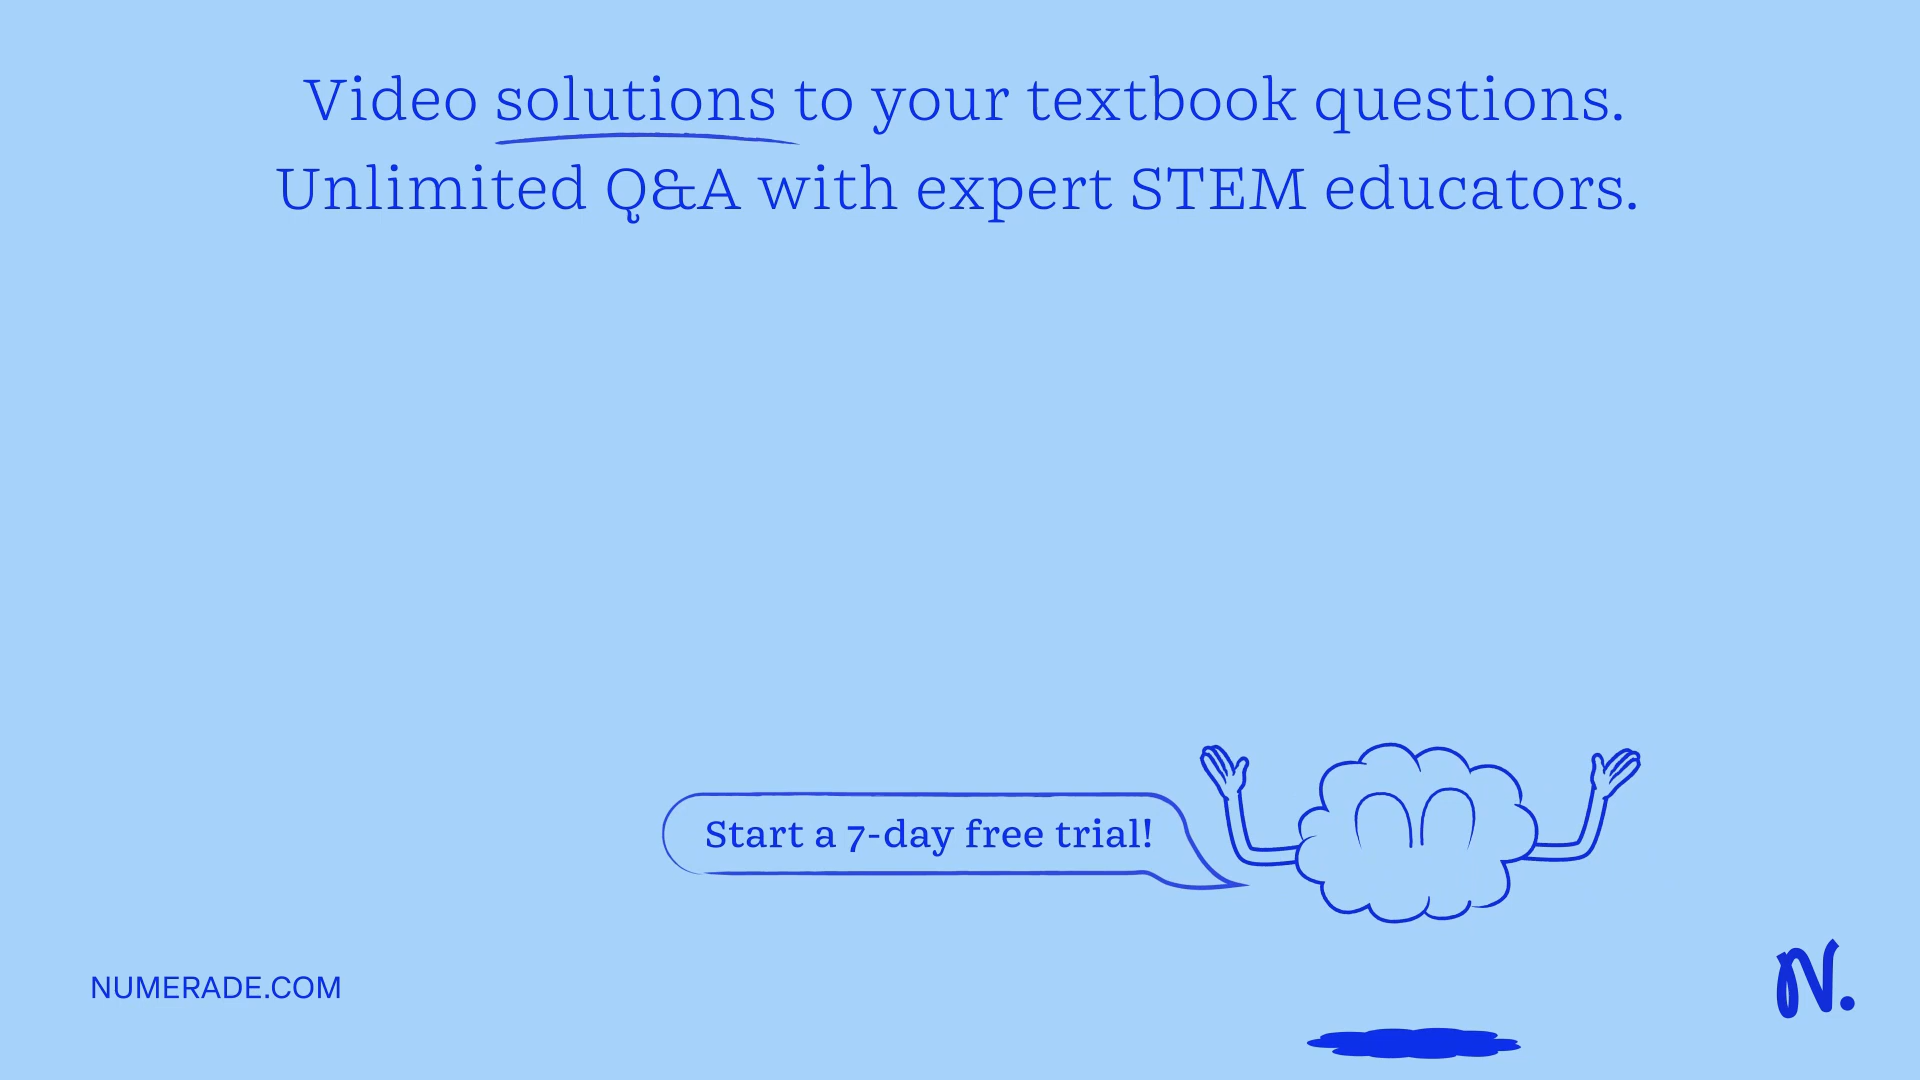 Video solutions to your textbook questions.
Unlimited Q&A with expert STEM educators.
Start a 7-day free trial!
NUMERADE.COM
N.